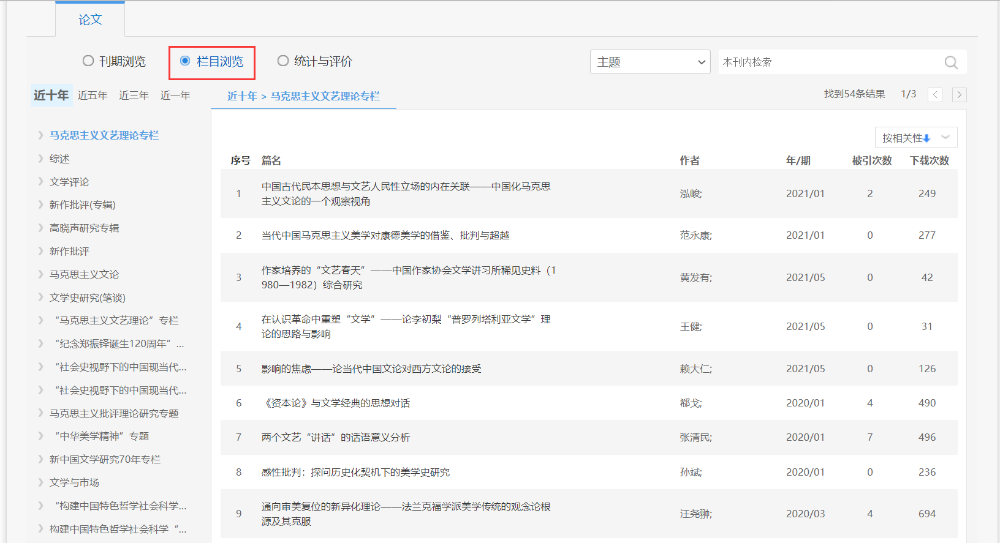 论文
刊期浏览 栏目浏览 统计与评价 主题 本刊内检索
近十年 近五年 近三年 近一年
近十年 > 马克思主义文艺理论专栏 找到54条结果 1/3 < >
马克思主义文艺理论专栏
综述
文学评论
新作批评(专辑)
高晓声研究专辑
新作批评
马克思主义文论
文学史研究(笔谈)
“马克思主义文艺理论”专栏
“纪念郑振铎诞生120周年”...
“社会史视野下的中国现当代...
“社会史视野下的中国现当代...
马克思主义批评理论研究专题
“中华美学精神”专题
新中国文学研究70年专栏
文学与市场
“构建中国特色哲学社会科学...
构建中国特色哲学社会科学“...
按相关性
序号 篇名 作者 年/期 被引次数 下载次数
1 中国古代民本思想与文艺人民性立场的内在关联——中国化马克思
主义文论的一个观察视角 泓峻; 2021/01 2 249
2 当代中国马克思主义美学对康德美学的借鉴、批判与超越 范永康; 2021/01 0 277
3 作家培养的“文艺春天”——中国作家协会文学讲习所稀见史料（1
980—1982）综合研究 黄发有; 2021/05 0 42
4 在认识革命中重塑“文学”——论李初梨“普罗列塔利亚文学”理
论的思路与影响 王健; 2021/05 0 31
5 影响的焦虑——论当代中国文论对西方文论的接受 赖大仁; 2021/05 0 126
6 《资本论》与文学经典的思想对话 郗戈; 2020/01 4 490
7 两个文艺“讲话”的话语意义分析 张清民; 2020/01 7 496
8 感性批判：探问历史化契机下的美学史研究 孙斌; 2020/01 0 236
9 通向审美复位的新异化理论——法兰克福学派美学传统的观念论根
源及其克服 汪尧翀; 2020/03 4 694